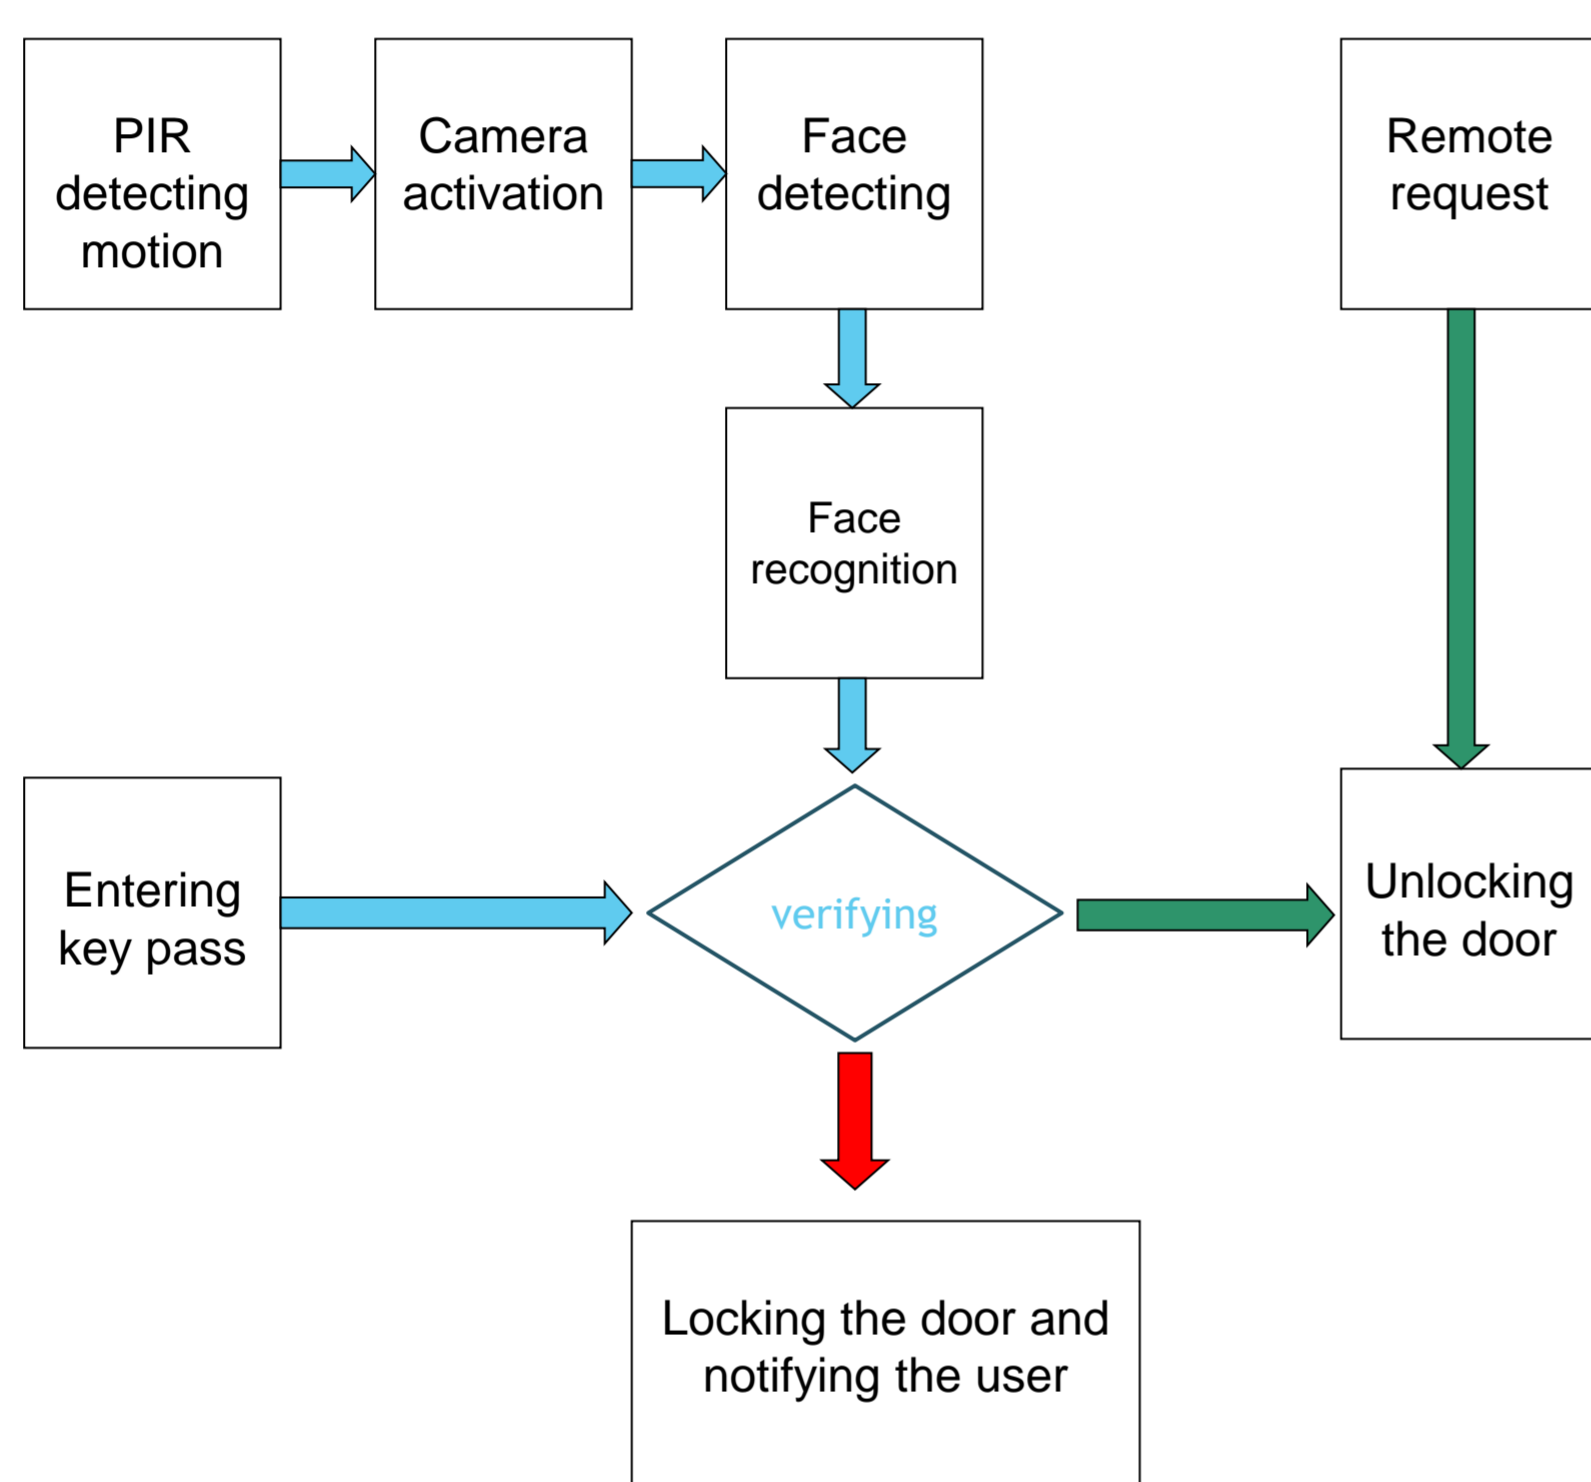 PIR
detecting
motion
Camera
activation
Face
detecting
Remote
request
Face
recognition
Entering
key pass
verifying
Unlocking
the door
Locking the door and
notifying the user